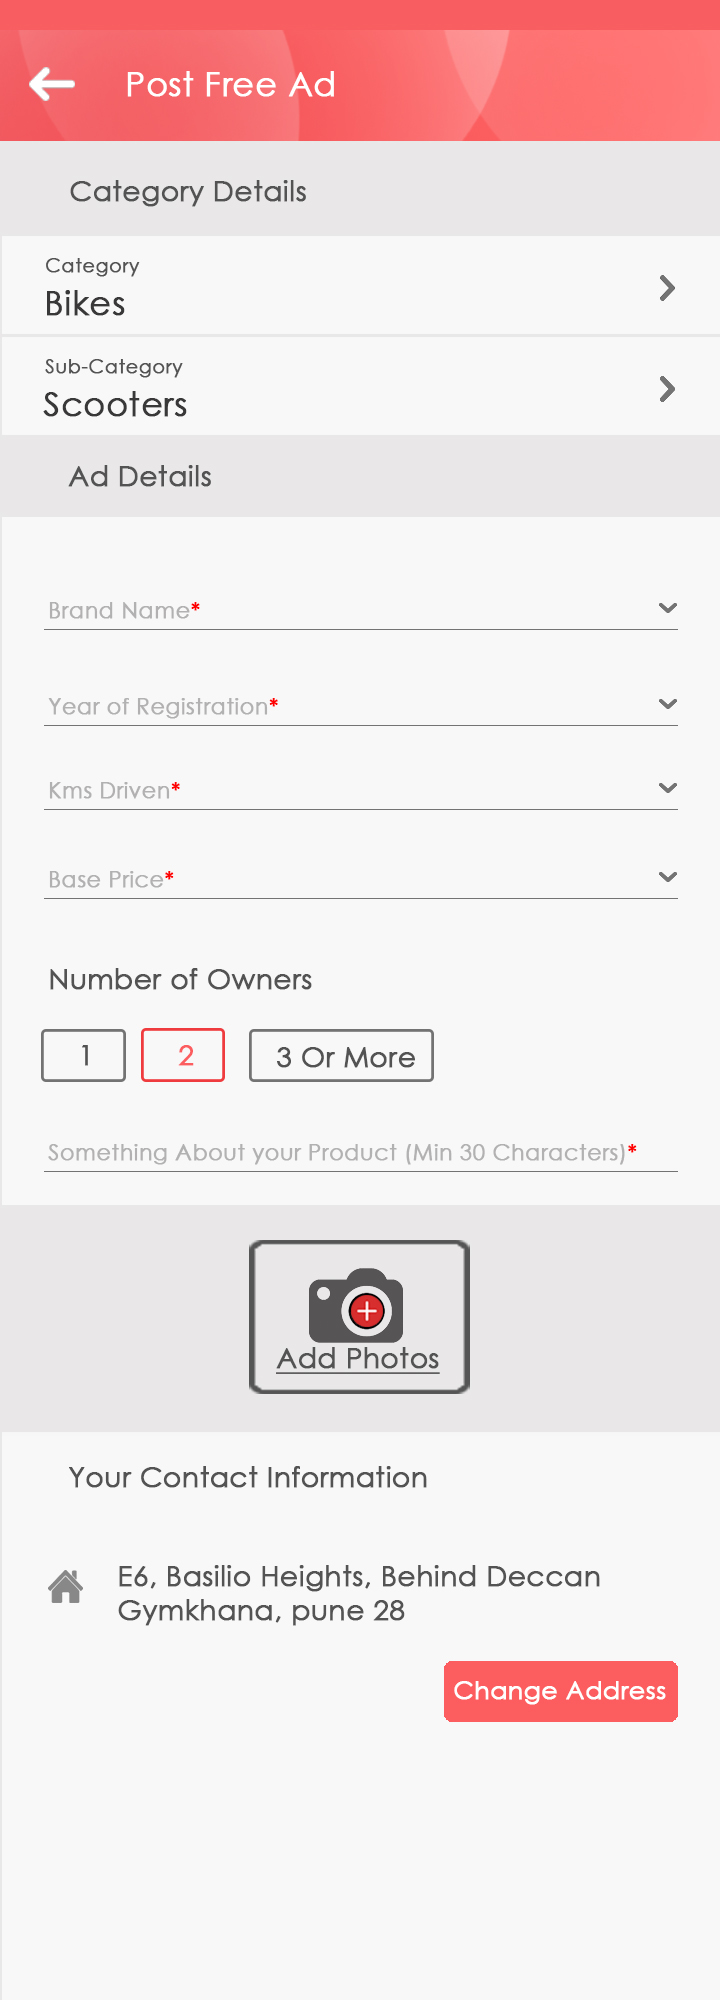 Post Free Ad
Category Details
Category
Bikes
Sub-Category
Scooters
Ad Details
Brand Name*
Year of Registration*
Kms Driven*
Base Price*
Number of Owners
1 2 3 Or More
Something About your Product (Min 30 Characters)*
Add Photos
Your Contact Information
E6, Basilio Heights, Behind Deccan
Gymkhana, pune 28
Change Address